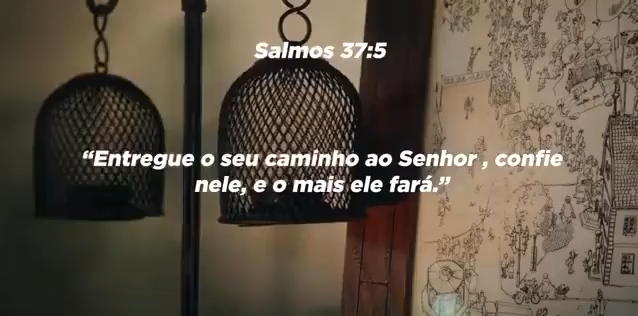 Salmos 37:5
“Entregue o seu caminho ao Senhor , confie
nele, e o mais ele fará.”